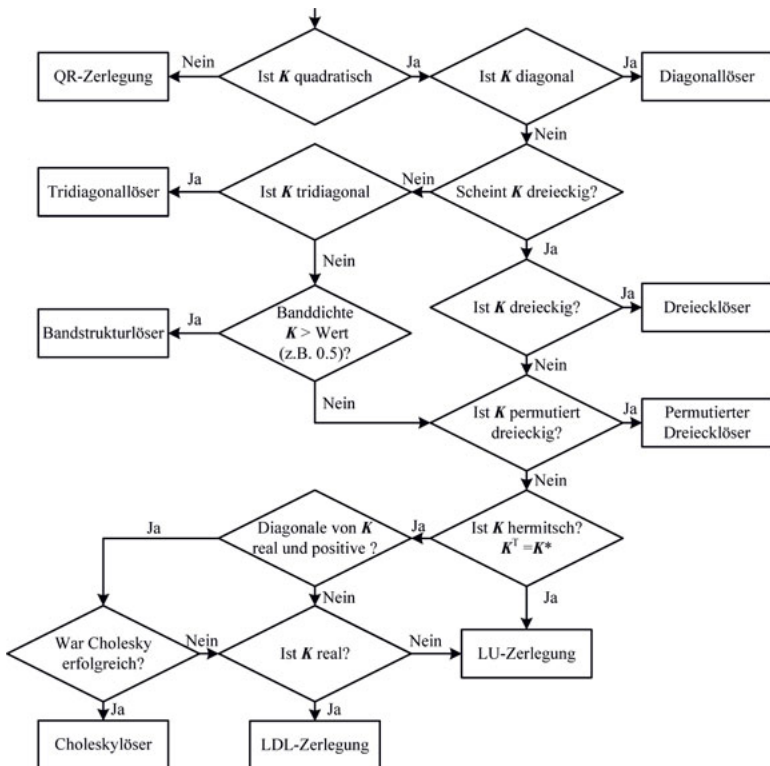 QR-Zerlegung
Nein
Ist K quadratisch
Ja
Ist K diagonal
Ja
Diagonallöser
Nein
Tridiagonallöser
Ja
Ist K tridiagonal
Nein
Scheint K dreieckig?
Nein
Ja
Bandstrukturlöser
Ja
Banddichte
K > Wert
(z.B. 0.5)?
Ist K dreieckig?
Ja
Dreiecklöser
Nein
Nein
Ist K permutiert
dreieckig?
Ja
Permutierter
Dreiecklöser
Nein
Ja
Diagonale von K
real und positive ?
Ja
Ist K hermitsch?
Kᵀ =K*
Nein
Ja
War Cholesky
erfolgreich?
Nein
Ist K real?
Nein
LU-Zerlegung
Ja
Ja
Choleskylöser
LDL-Zerlegung